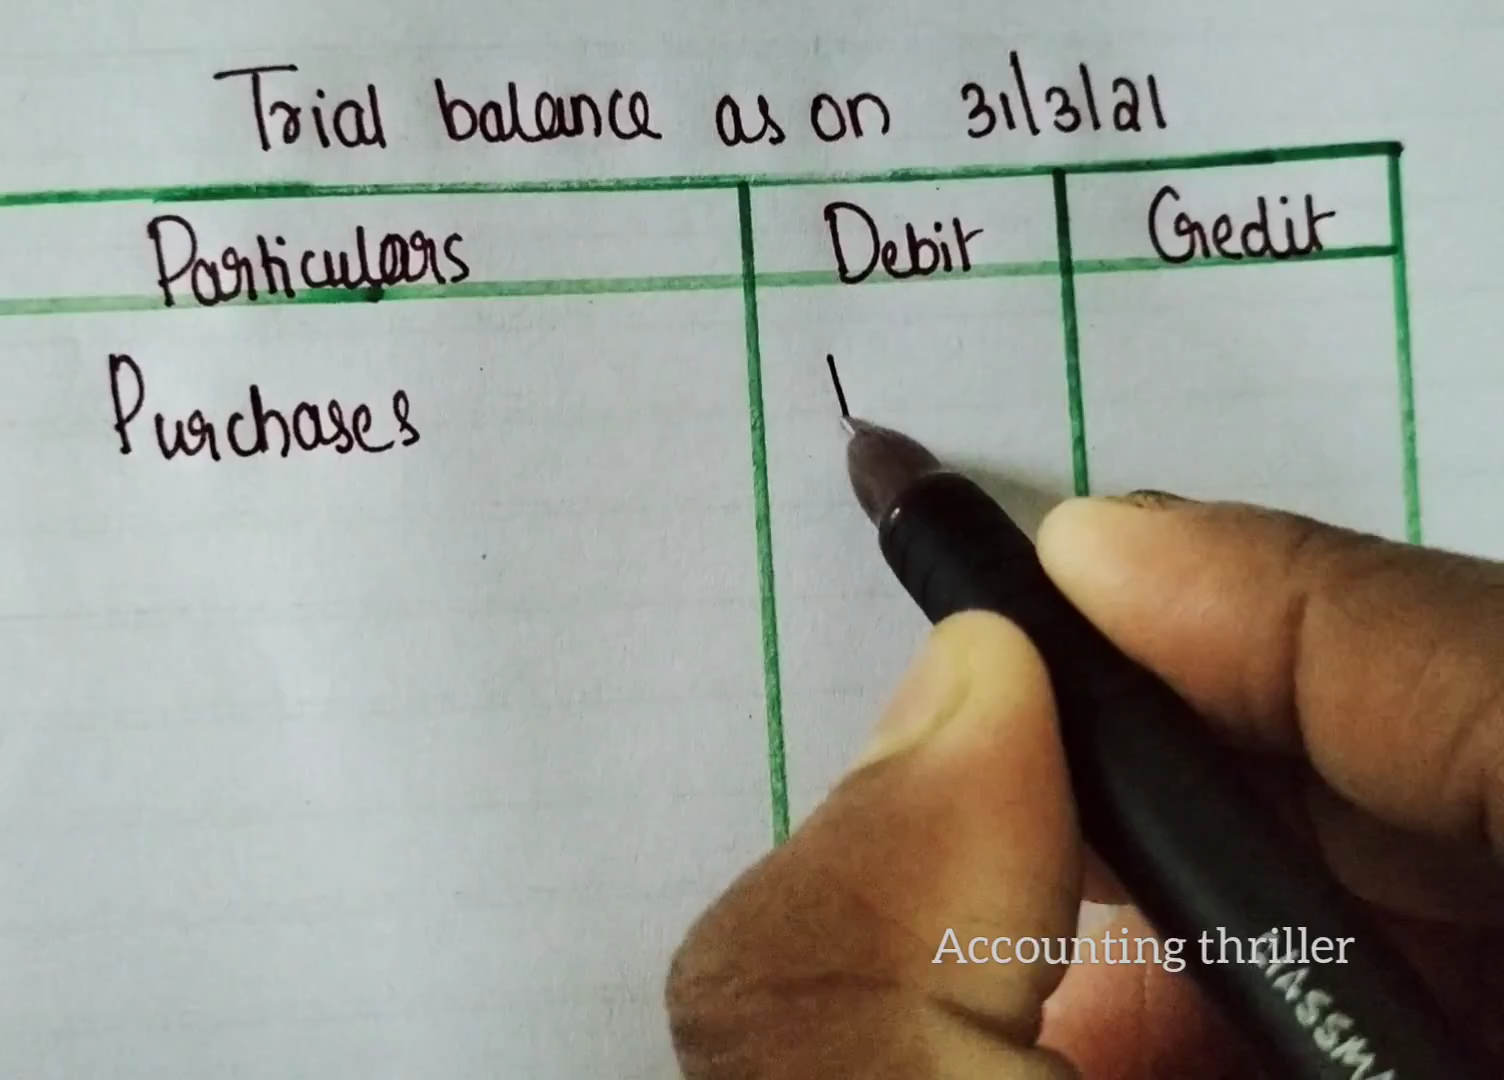 Trial balance as on 31/3/21
Particulars Debit Credit
Purchases
Accounting thriller